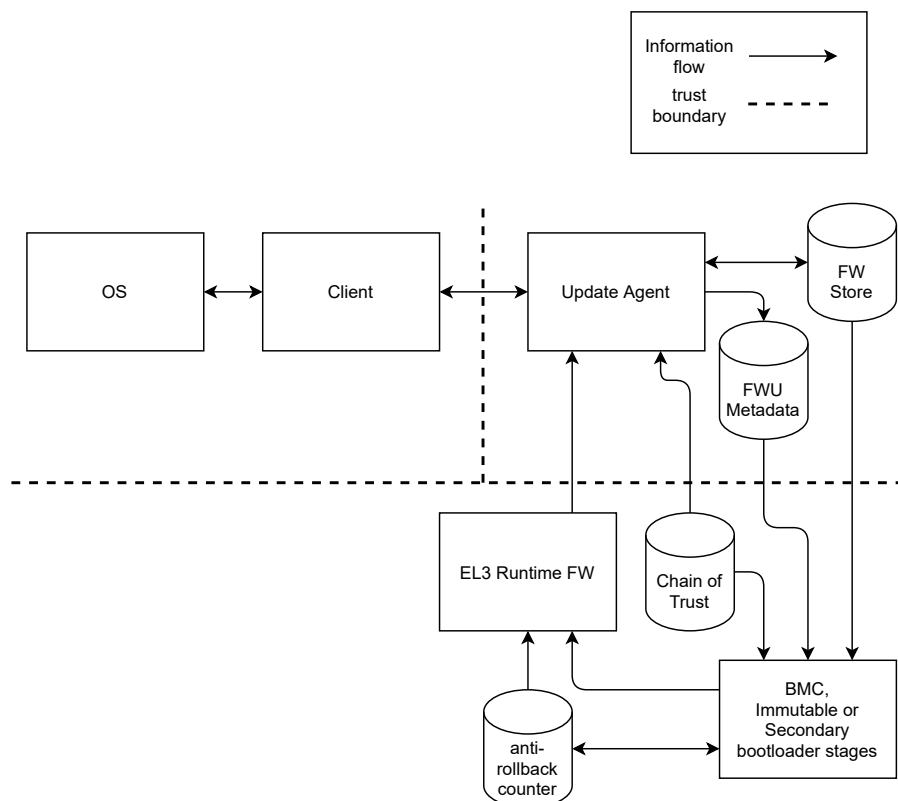 Information
flow
trust
boundary
OS
Client
Update Agent
FW
Store
FWU
Metadata
EL3 Runtime FW
Chain of
Trust
BMC,
Immutable or
Secondary
bootloader stages
anti-
rollback
counter